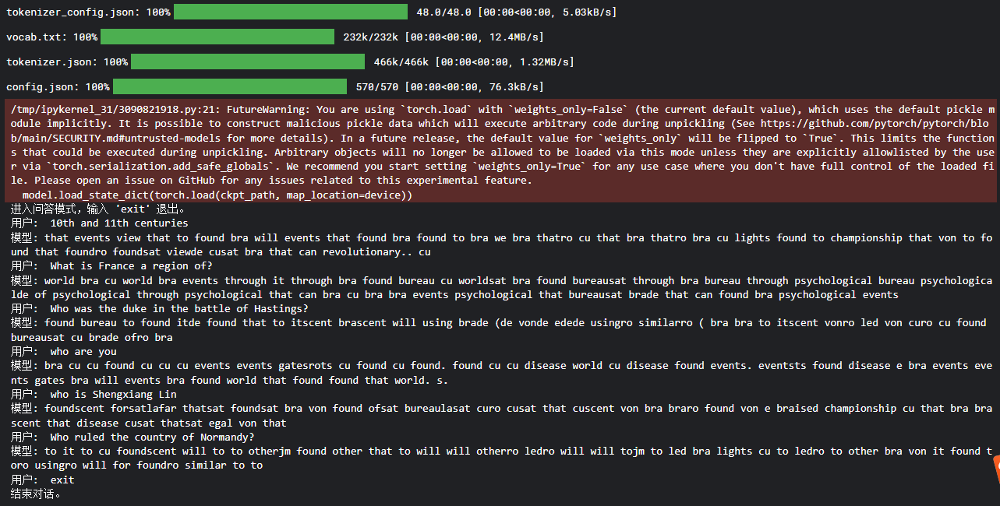 tokenizer_config.json: 100% 48.0/48.0 [00:00<00:00, 5.03kB/s]
vocab.txt: 100% 232k/232k [00:00<00:00, 12.4MB/s]
tokenizer.json: 100% 466k/466k [00:00<00:00, 1.32MB/s]
config.json: 100% 570/570 [00:00<00:00, 76.3kB/s]
/tmp/ipykernel_31/3090821918.py:21: FutureWarning: You are using `torch.load` with `weights_only=False` (the current default value), which uses the default pickle m
odule implicitly. It is possible to construct malicious pickle data which will execute arbitrary code during unpickling (See https://github.com/pytorch/pytorch/blo
b/main/SECURITY.md#untrusted-models for more details). In a future release, the default value for `weights_only` will be flipped to `True`. This limits the function
s that could be executed during unpickling. Arbitrary objects will no longer be allowed to be loaded via this mode unless they are explicitly allowlisted by the use
r via `torch.serialization.add_safe_globals`. We recommend you start setting `weights_only=True` for any use case where you don't have full control of the loaded fi
le. Please open an issue on GitHub for any issues related to this experimental feature.
model.load_state_dict(torch.load(ckpt_path, map_location=device))
进入问答模式，输入 'exit' 退出。
用户:  10th and 11th centuries
模型: that events view that to found bra will events that found bra found to bra we bra thatro cu that bra thatro bra cu lights found to championship that von to fo
und that foundro foundsat viewde cusat bra that can revolutionary.. cu
用户:  What is France a region of?
模型: world bra cu world bra events through it through bra found bureau cu worldsat bra found bureausat through bra bureau through psychological bureau psychologica
lde of psychological through psychological that can bra cu bra bra events psychological that bureausat brade that can found bra psychological events
用户:  Who was the duke in the battle of Hastings?
模型: found bureau to found itde found that to itscent brascent will using brade (de vonde edede usingro similarro ( bra bra to itscent vonro led von curo cu found
bureausat cu brade ofro bra
用户:  who are you
模型: bra cu cu found cu cu cu events events gatesrots cu found cu found. found cu cu disease world cu disease found events. eventsts found disease e bra events eve
nts gates bra will events bra found world that found found that world. s.
用户:  who is Shengxiang Lin
模型: foundscent forsatlafar thatsat foundsat bra von found ofsat bureaulasat curo cusat that cuscent von bra braro found von e braised championship cu that bra bra
scent that disease cusat thatsat egal von that
用户:  Who ruled the country of Normandy?
模型: to it to cu foundscent will to to otherjm found other that to will will otherro ledro will will tojm to led bra lights cu to ledro to other bra von it found t
oro usingro will for foundro similar to to
用户:  exit
结束对话。